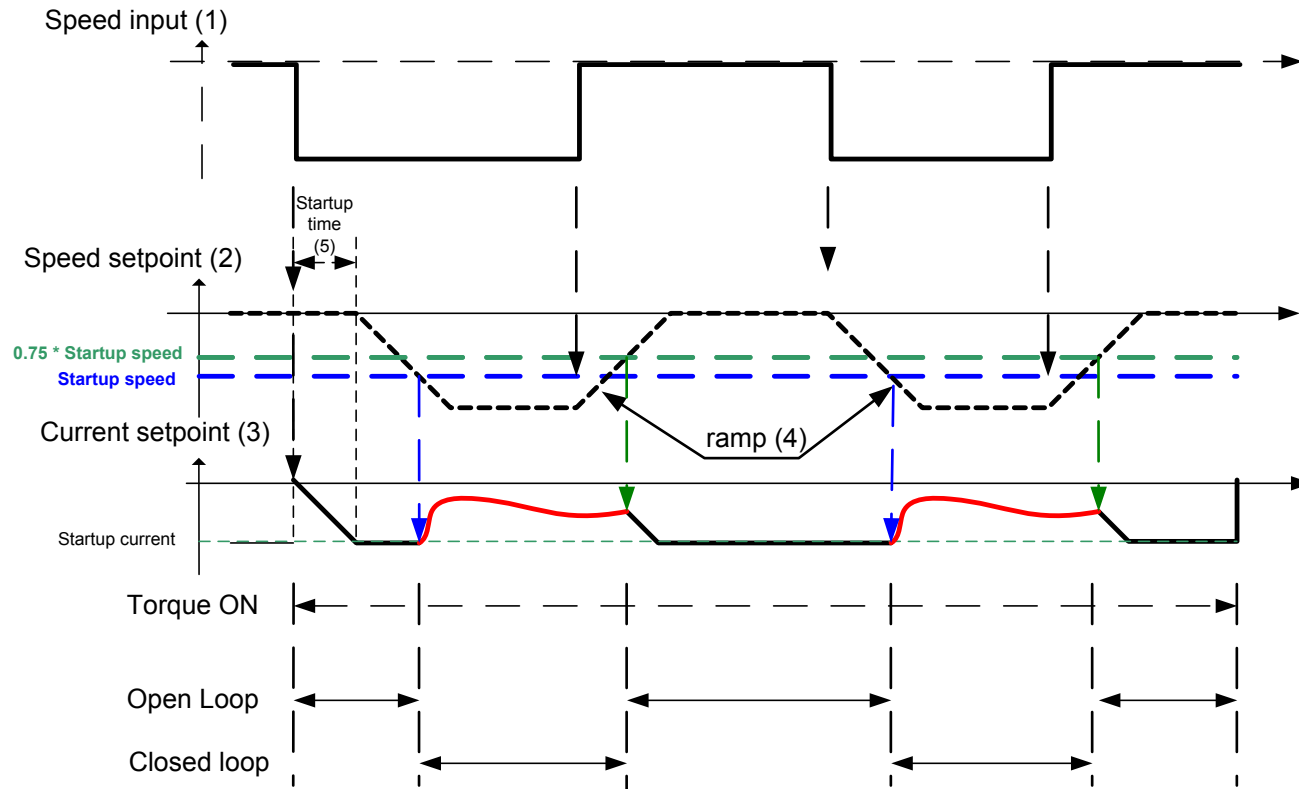 Speed input (1)
Startup
time
(5)
Speed setpoint (2)
0.75 * Startup speed
Startup speed
Current setpoint (3)
ramp (4)
Startup current
Torque ON
Open Loop
Closed loop